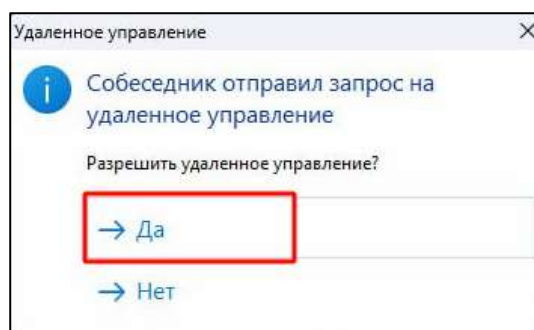 Удаленное управление
Собеседник отправил запрос на
удаленное управление
Разрешить удаленное управление?
→ Да
→ Нет